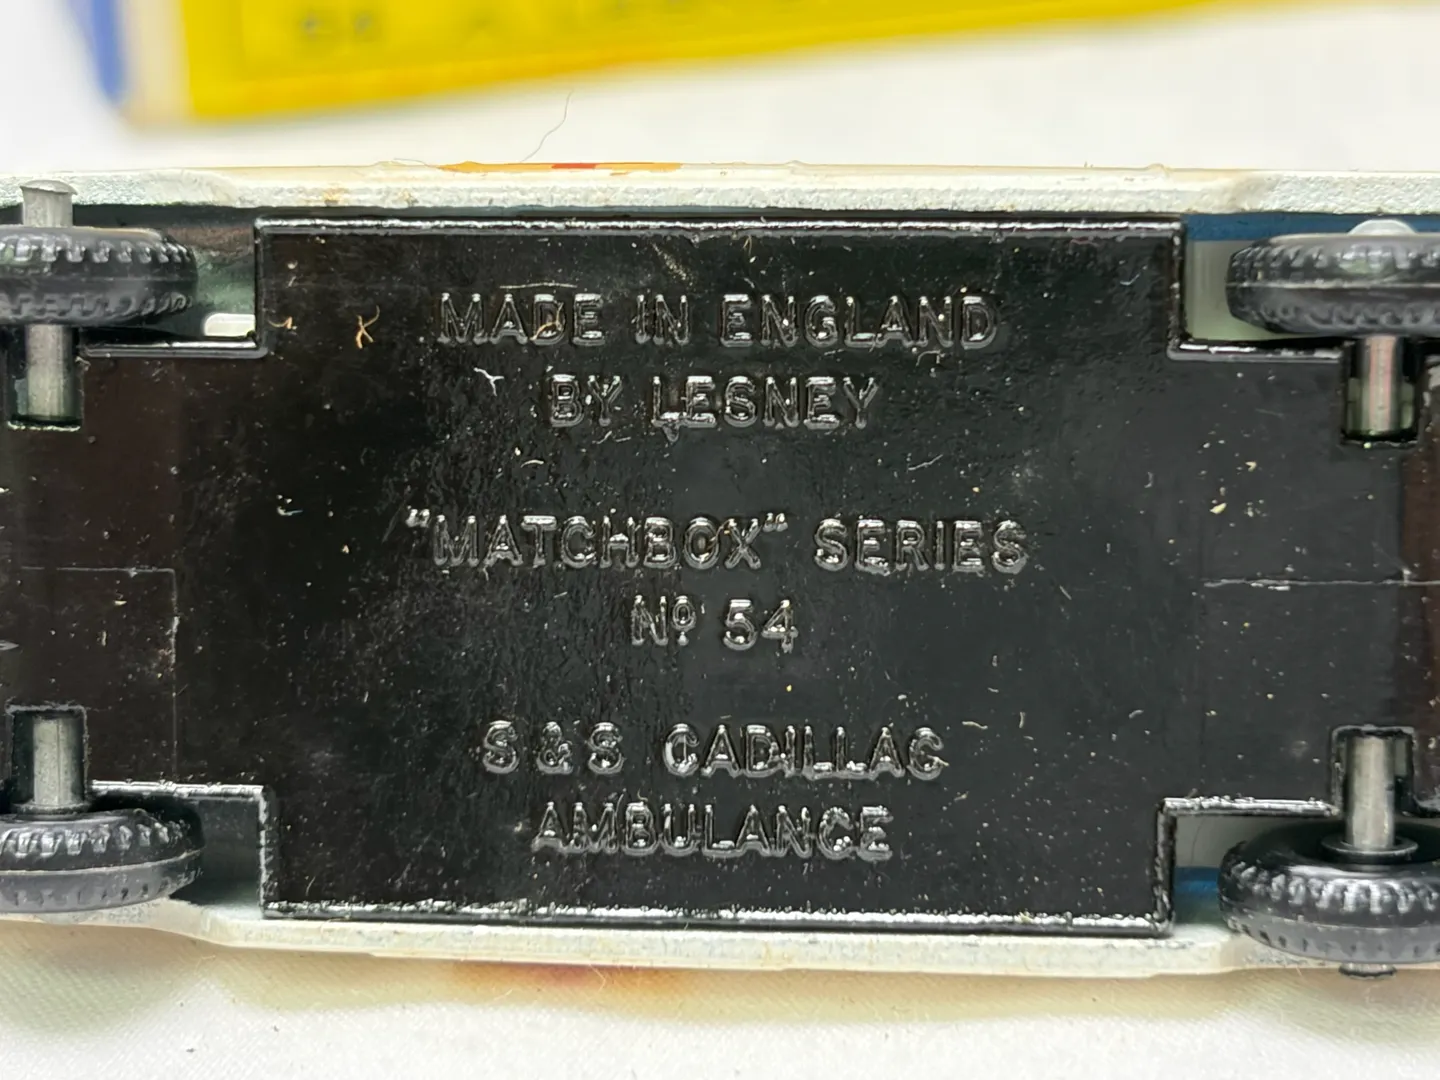 MADE IN ENGLAND
BY LESNEY
"MATCHBOX" SERIES
Nº 54
S & S CADILLAC
AMBULANCE